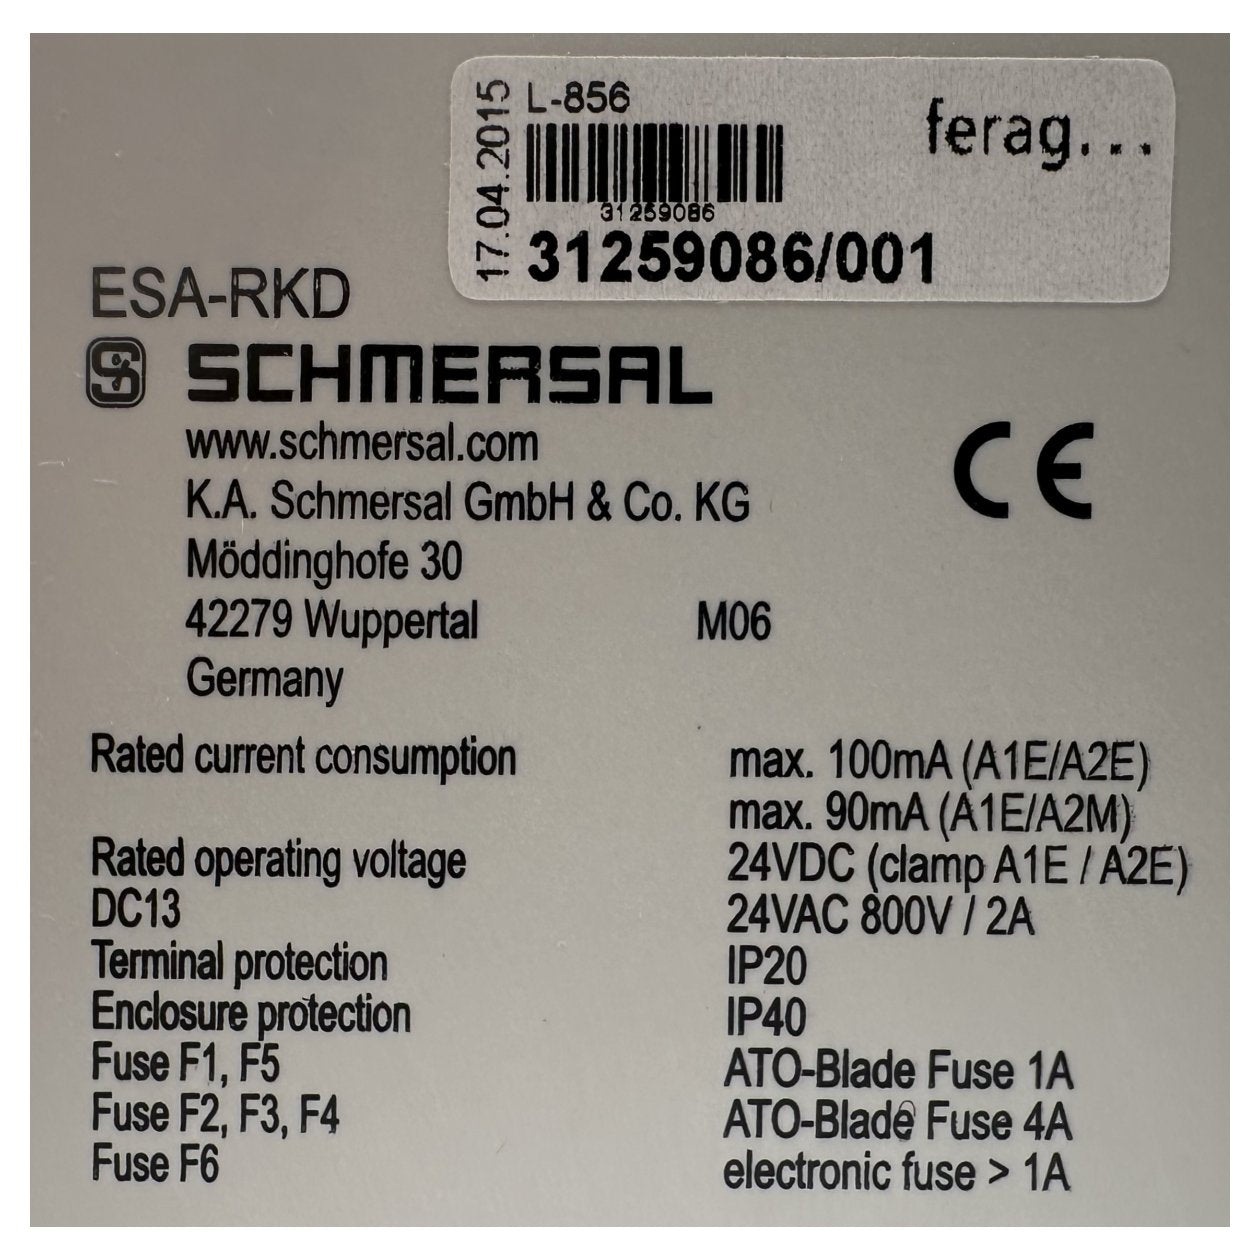 17.04.2015
L-856
ferag...
31259086
31259086/001
ESA-RKD
SCHMERSAL
www.schmersal.com
K.A. Schmersal GmbH & Co. KG
Möddinghofe 30
42279 Wuppertal M06
Germany
CE
Rated current consumption max. 100mA (A1E/A2E)
max. 90mA (A1E/A2M)
Rated operating voltage 24VDC (clamp A1E / A2E)
DC13 24VAC 800V / 2A
Terminal protection IP20
Enclosure protection IP40
Fuse F1, F5 ATO-Blade Fuse 1A
Fuse F2, F3, F4 ATO-Blade Fuse 4A
Fuse F6 electronic fuse > 1A